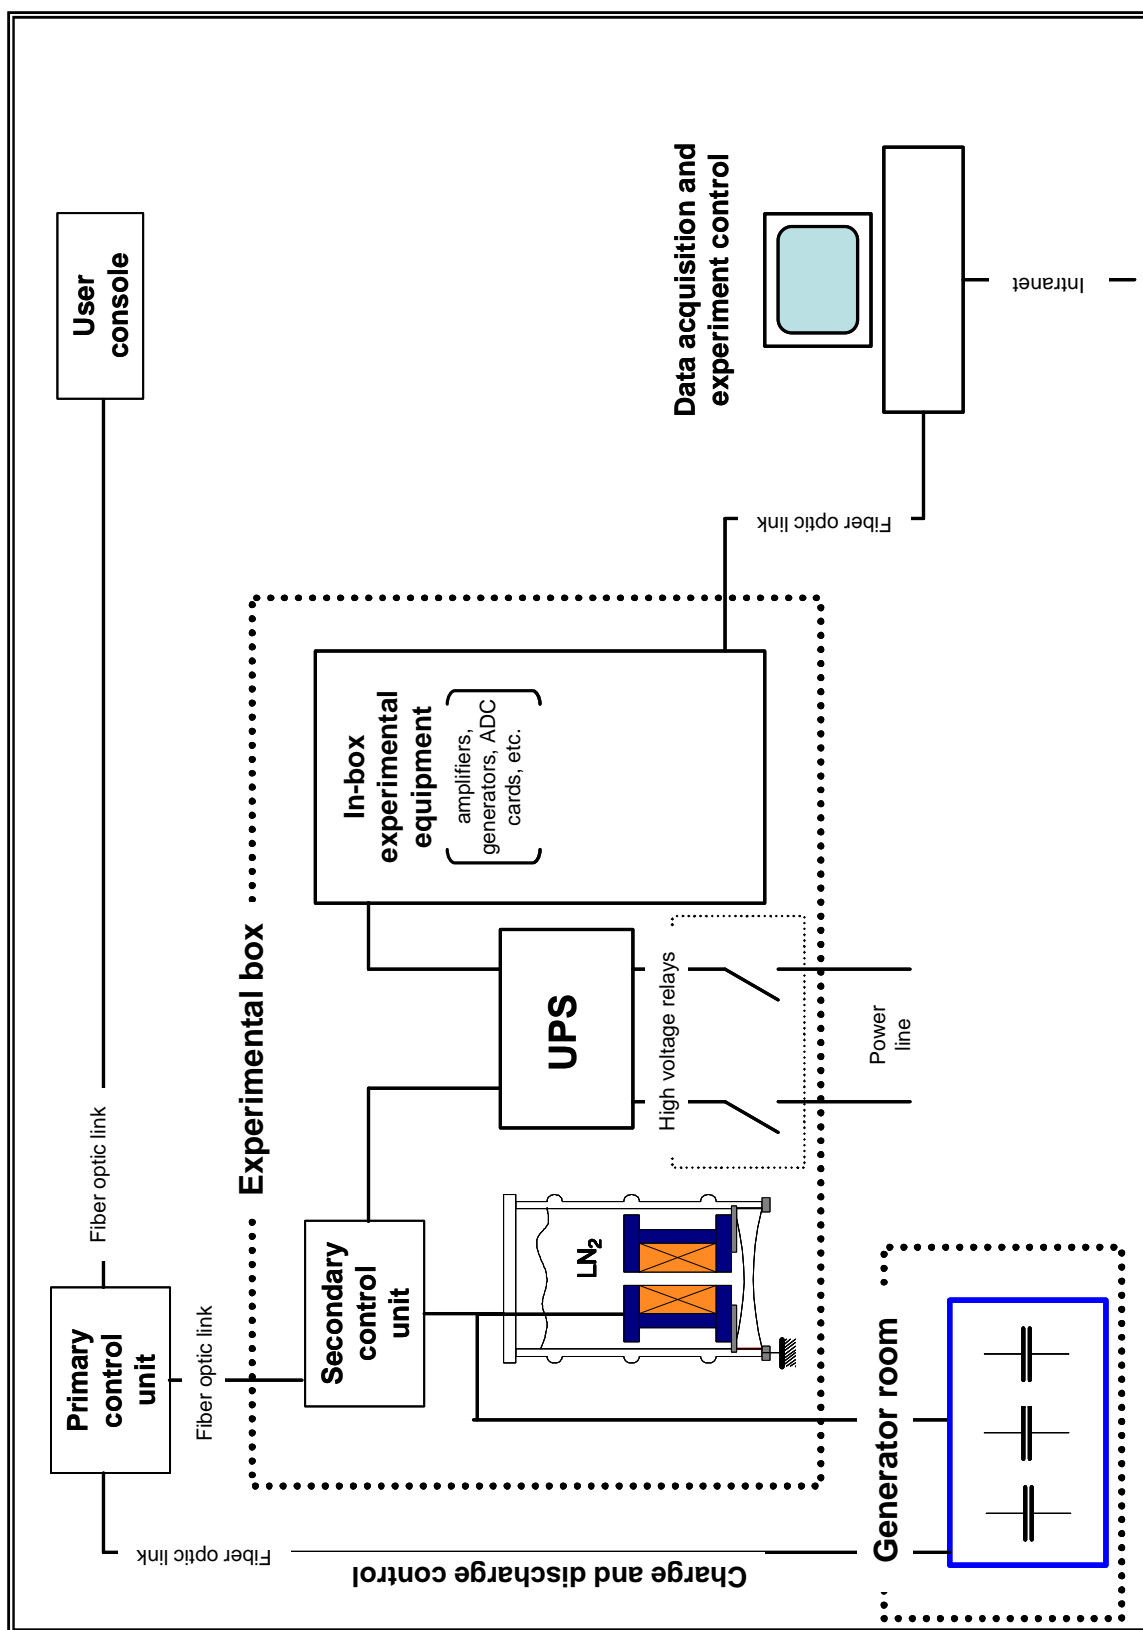 Primary
control
unit
Fiber optic link
User
console
Fiber optic link
Fiber optic link
Charge and discharge control
Experimental box
Secondary
control
unit
LN2
UPS
High voltage relays
Power
line
In-box
experimental
equipment
amplifiers,
generators, ADC
cards, etc.
Fiber optic link
Data acquisition and
experiment control
Intranet
Generator room